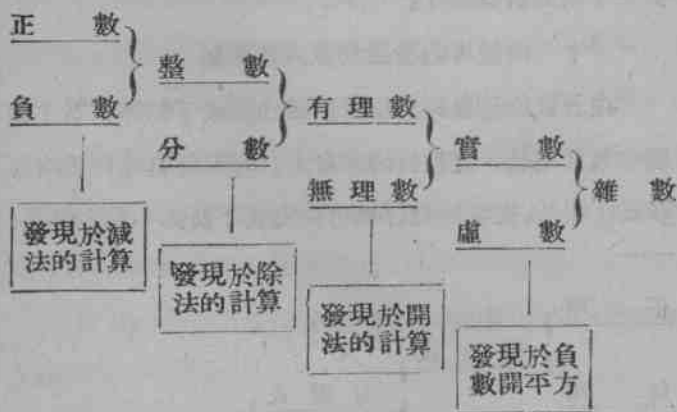 正數
整數
負數
有理數
分數
實數
無理數
雜數
虛數
發現於減
法的計算
發現於除
法的計算
發現於開
法的計算
發現於負
數開平方